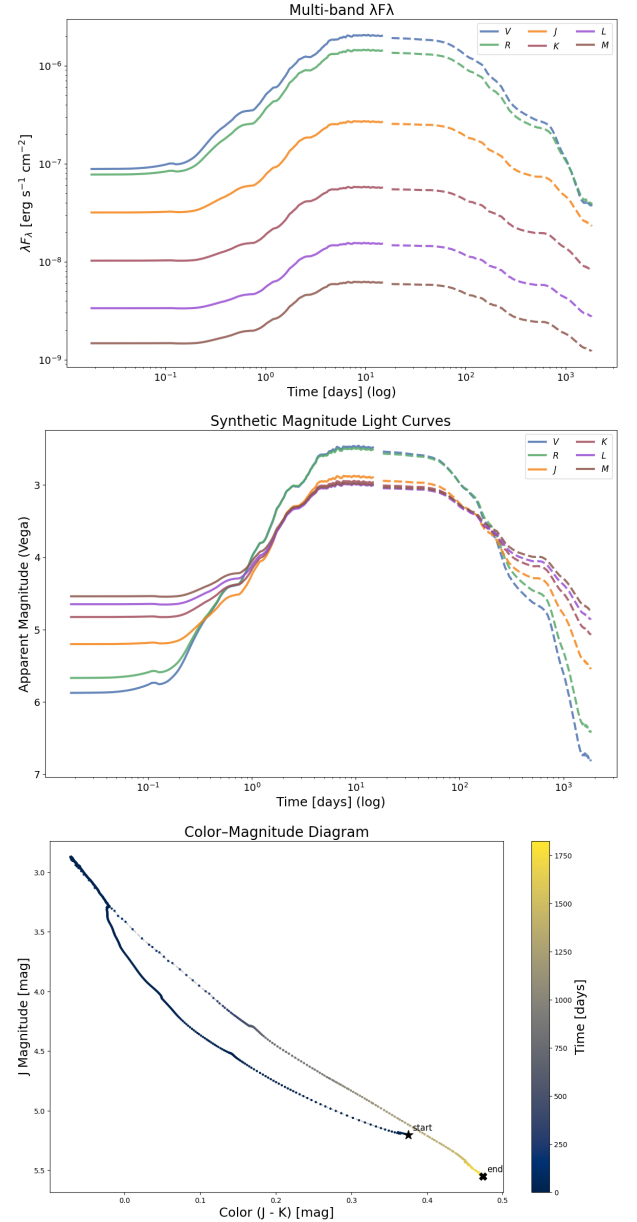 Multi-band λFλ
V
R
J
K
L
M
10⁻⁶
10⁻⁷
10⁻⁸
10⁻⁹
λFλ [erg s⁻¹ cm⁻²]
10⁻¹
10⁰
10¹
10²
10³
Time [days] (log)
Synthetic Magnitude Light Curves
V
R
J
K
L
M
3
4
5
6
7
Apparent Magnitude (Vega)
10⁻¹
10⁰
10¹
10²
10³
Time [days] (log)
Color–Magnitude Diagram
3.0
3.5
4.0
4.5
5.0
5.5
J Magnitude [mag]
start
end
0.0
0.1
0.2
0.3
0.4
0.5
Color (J - K) [mag]
1750
1500
1250
1000
750
500
250
0
Time [days]